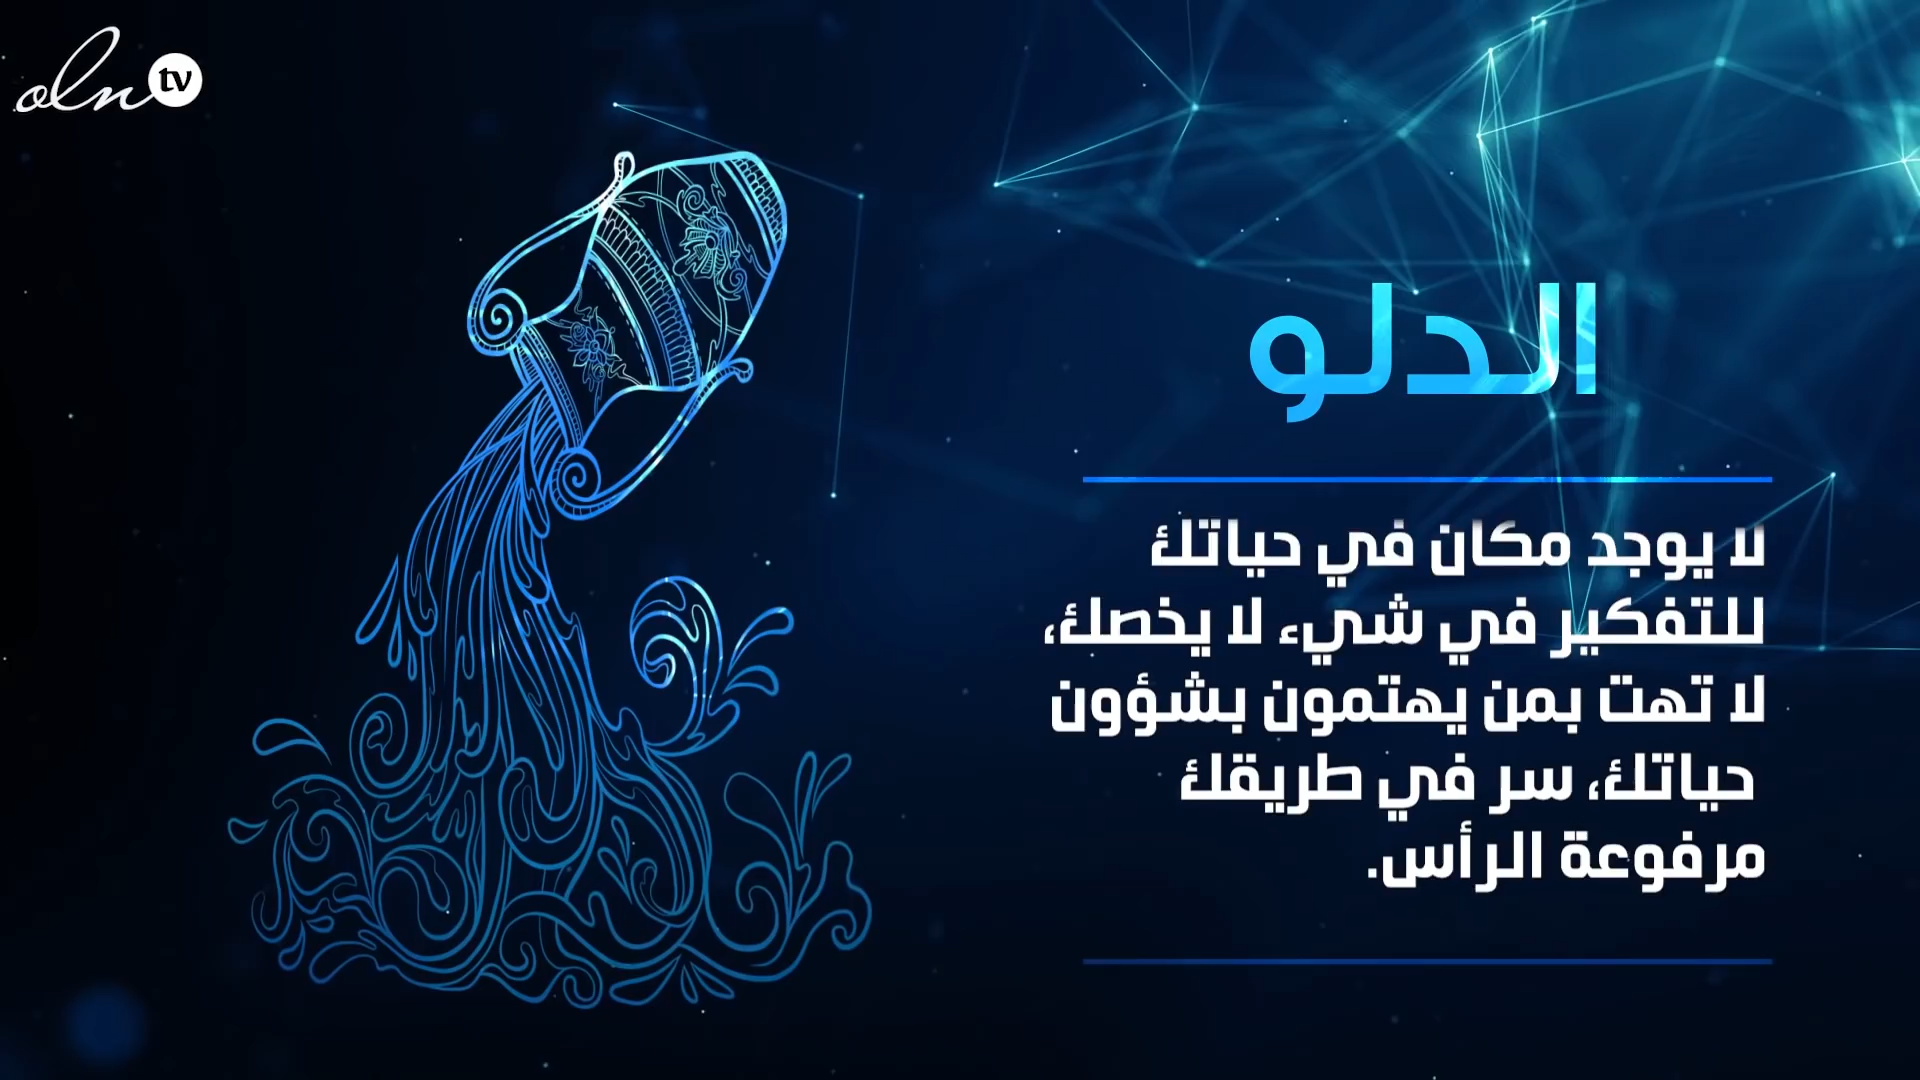 oln tv
الدلو
لا يوجد مكان في حياتك
للتفكير في شيء لا يخصك،
لا تهت بمن يهتمون بشؤون
حياتك، سر في طريقك
مرفوعة الرأس.